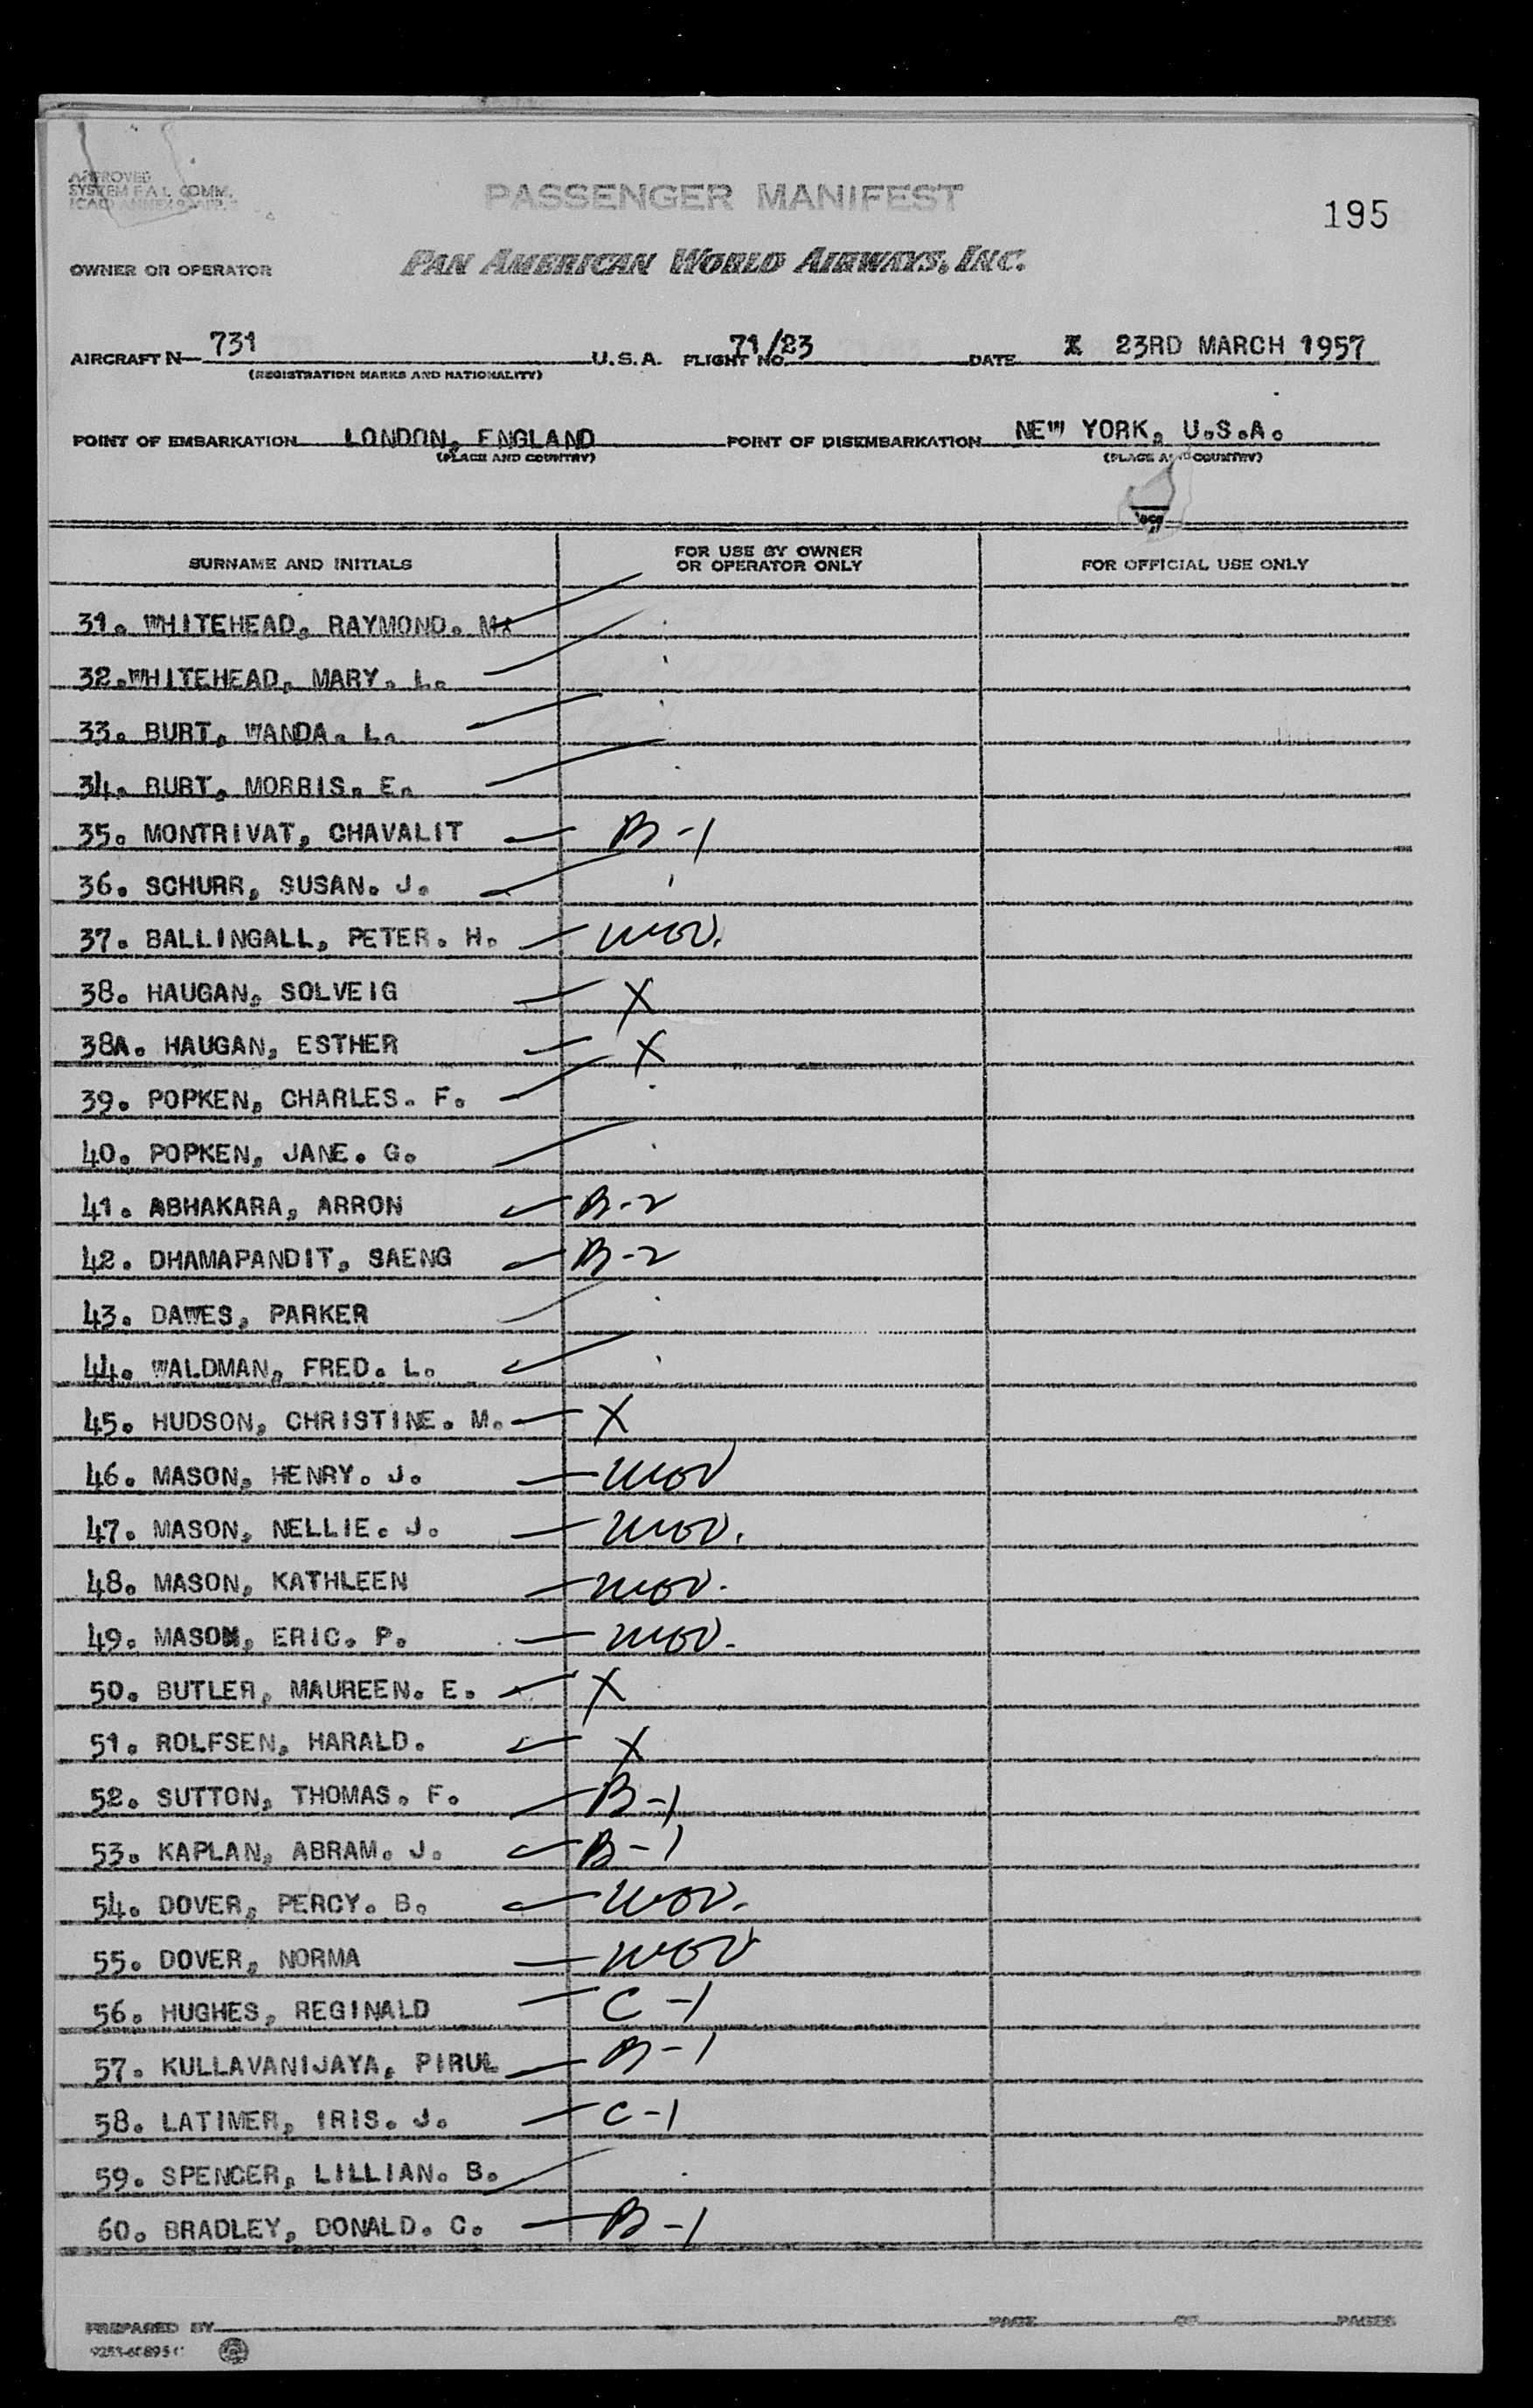 APPROVED
SYSTEM F.A.L. COMM.
PASSENGER MANIFEST
195
OWNER OR OPERATOR
PAN AMERICAN WORLD AIRWAYS, INC.
AIRCRAFT N— 731 U.S.A. FLIGHT NO. 71/23 DATE X 23RD MARCH 1957
(REGISTRATION MARKS AND NATIONALITY)
POINT OF EMBARKATION LONDON, ENGLAND POINT OF DISEMBARKATION NEW YORK, U.S.A.
(PLACE AND COUNTRY) (PLACE AND COUNTRY)
SURNAME AND INITIALS FOR USE BY OWNER OR OPERATOR ONLY FOR OFFICIAL USE ONLY
31. WHITEHEAD, RAYMOND. M.
32. WHITEHEAD, MARY. L.
33. BURT, WANDA. L.
34. BURT, MORRIS. E.
35. MONTRIVAT, CHAVALIT B-1
36. SCHURR, SUSAN. J.
37. BALLINGALL, PETER. H.
38. HAUGAN, SOLVEIG X
38A. HAUGAN, ESTHER X
39. POPKEN, CHARLES. F.
40. POPKEN, JANE. G.
41. ABHAKARA, ARRON B-2
42. DHAMAPANDIT, SAENG B-2
43. DAWES, PARKER
44. WALDMAN, FRED. L.
45. HUDSON, CHRISTINE. M. X
46. MASON, HENRY. J.
47. MASON, NELLIE. J.
48. MASON, KATHLEEN
49. MASON, ERIC. P.
50. BUTLER, MAUREEN. E. X
51. ROLFSEN, HARALD. X
52. SUTTON, THOMAS. F. B-1
53. KAPLAN, ABRAM. J. B-1
54. DOVER, PERCY. B.
55. DOVER, NORMA
56. HUGHES, REGINALD C-1
57. KULLAVANIJAYA, PIRUL B-1
58. LATIMER, IRIS. J. C-1
59. SPENCER, LILLIAN. B.
60. BRADLEY, DONALD. C. B-1
PREPARED BY PAGE OF PAGES